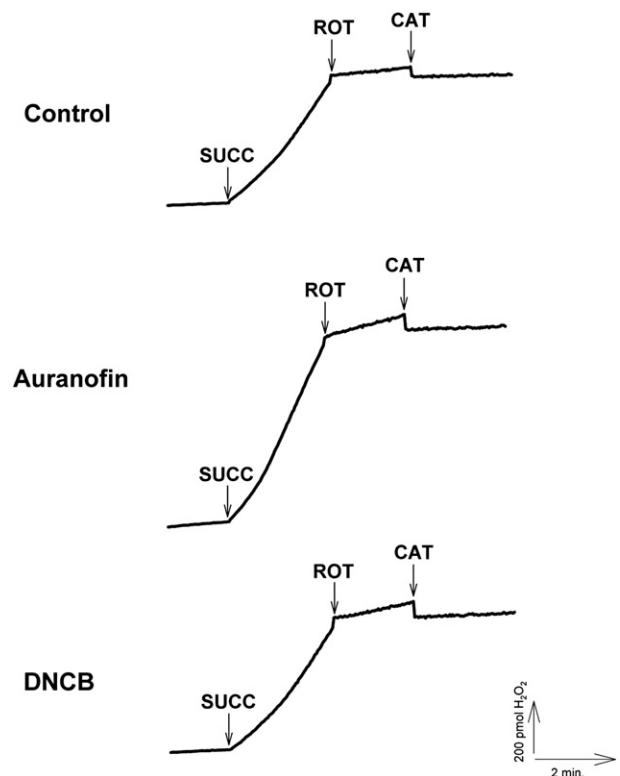 ROT
CAT
Control
SUCC
CAT
ROT
Auranofin
SUCC
CAT
ROT
DNCB
SUCC
200 pmol H₂O₂
2 min.